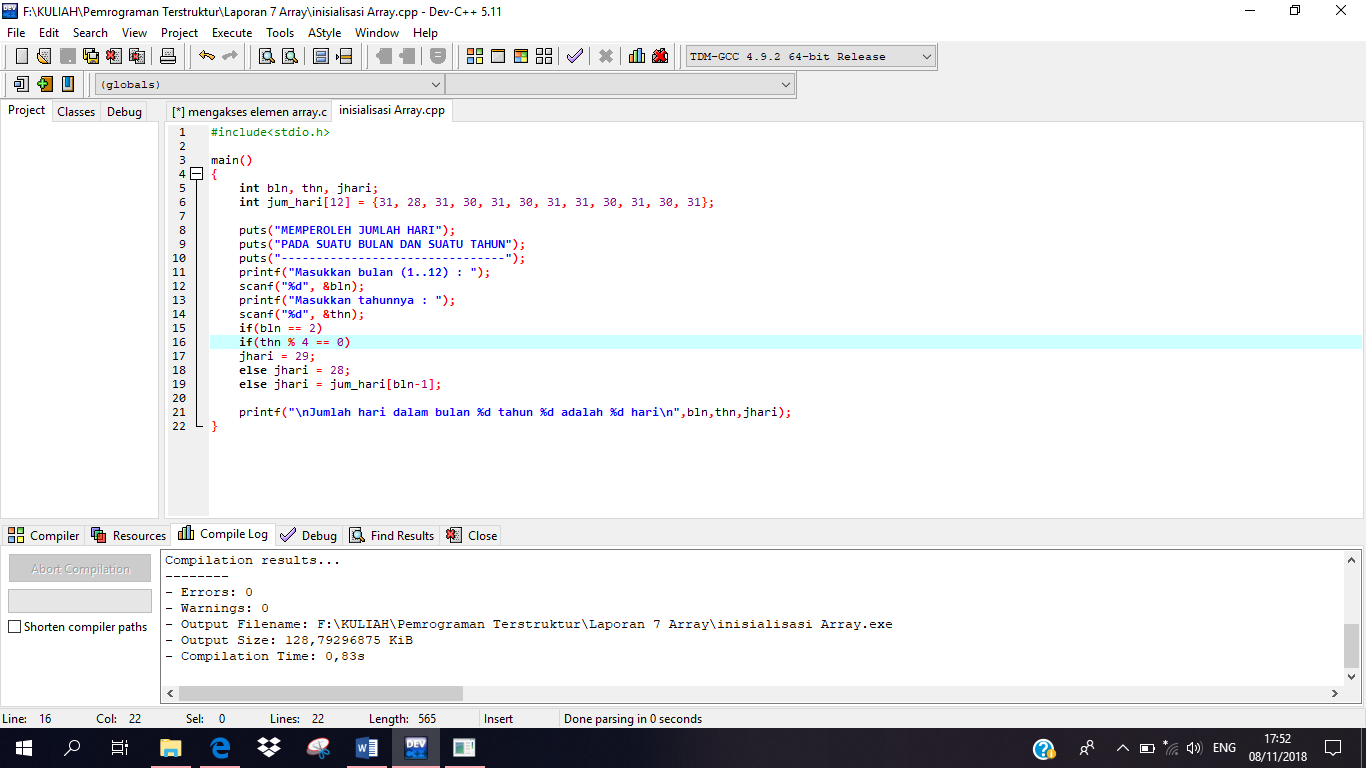 F:\KULIAH\Pemrograman Terstruktur\Laporan 7 Array\inisialisasi Array.cpp - Dev-C++ 5.11
File Edit Search View Project Execute Tools AStyle Window Help
TDM-GCC 4.9.2 64-bit Release
(globals)
Project Classes Debug
[*] mengakses elemen array.c inisialisasi Array.cpp
1 #include<stdio.h>
2
3 main()
4 {
5 int bln, thn, jhari;
6 int jum_hari[12] = {31, 28, 31, 30, 31, 30, 31, 31, 30, 31, 30, 31};
7
8 puts("MEMPEROLEH JUMLAH HARI");
9 puts("PADA SUATU BULAN DAN SUATU TAHUN");
10 puts("--------------------------------");
11 printf("Masukkan bulan (1..12) : ");
12 scanf("%d", &bln);
13 printf("Masukkan tahunnya : ");
14 scanf("%d", &thn);
15 if(bln == 2)
16 if(thn % 4 == 0)
17 jhari = 29;
18 else jhari = 28;
19 else jhari = jum_hari[bln-1];
20
21 printf("\nJumlah hari dalam bulan %d tahun %d adalah %d hari\n",bln,thn,jhari);
22 }
Compiler Resources Compile Log Debug Find Results Close
Abort Compilation
Shorten compiler paths
Compilation results...
--------
- Errors: 0
- Warnings: 0
- Output Filename: F:\KULIAH\Pemrograman Terstruktur\Laporan 7 Array\inisialisasi Array.exe
- Output Size: 128,79296875 KiB
- Compilation Time: 0,83s
Line: 16 Col: 22 Sel: 0 Lines: 22 Length: 565 Insert Done parsing in 0 seconds
DEV
ENG
17:52
08/11/2018